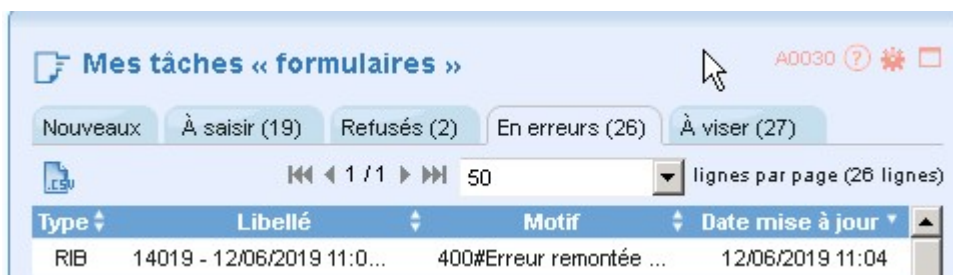 Mes tâches « formulaires »
A0030
Nouveaux À saisir (19) Refusés (2) En erreurs (26) À viser (27)
.csv 1 / 1 50 lignes par page (26 lignes)
Type Libellé Motif Date mise à jour
RIB 14019 - 12/06/2019 11:0... 400#Erreur remontée ... 12/06/2019 11:04